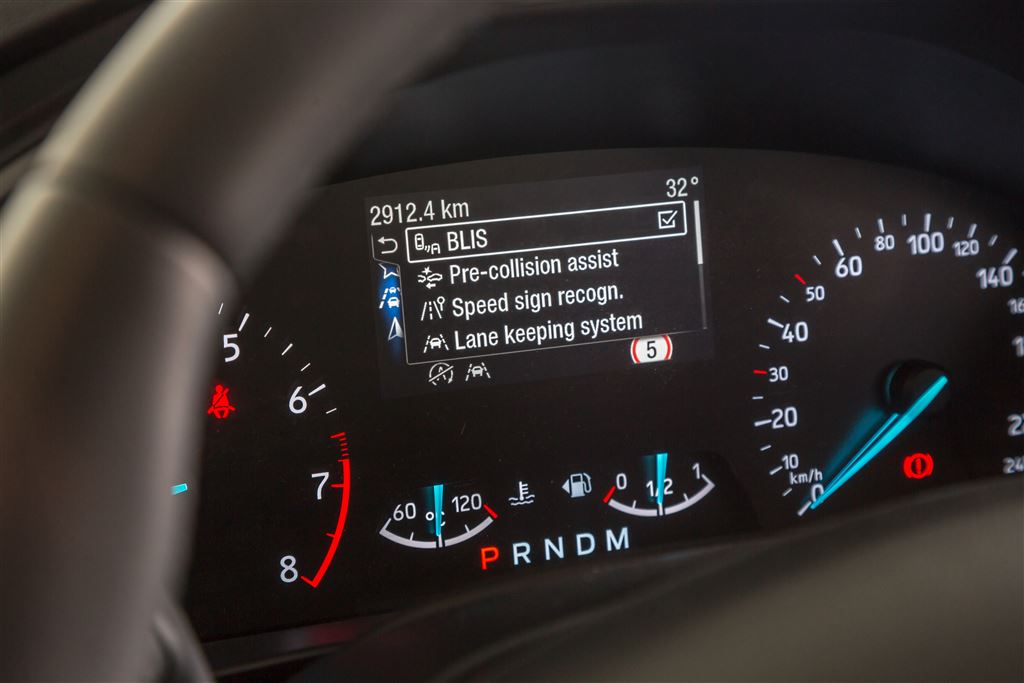 32°
2912.4 km
BLIS
Pre-collision assist
Speed sign recogn.
Lane keeping system
5
5
6
7
8
60 °C 120
0 1/2 1
P R N D M
0
10
20
30
40
50
60
80
100
120
140
km/h